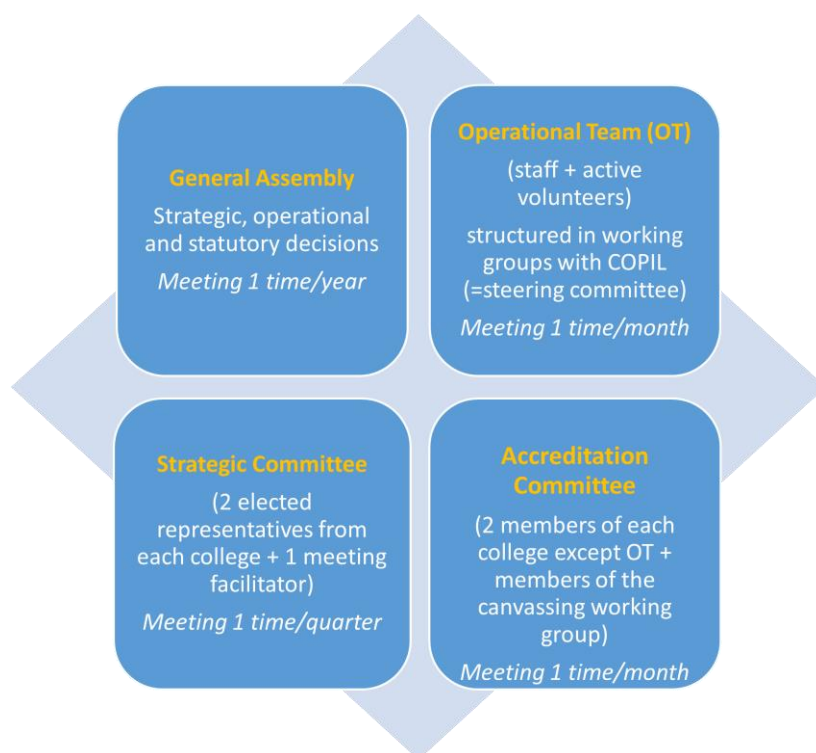 General Assembly
Strategic, operational
and statutory decisions
Meeting 1 time/year
Operational Team (OT)
(staff + active
volunteers)
structured in working
groups with COPIL
(=steering committee)
Meeting 1 time/month
Strategic Committee
(2 elected
representatives from
each college + 1 meeting
facilitator)
Meeting 1 time/quarter
Accreditation
Committee
(2 members of each
college except OT +
members of the
canvassing working
group)
Meeting 1 time/month